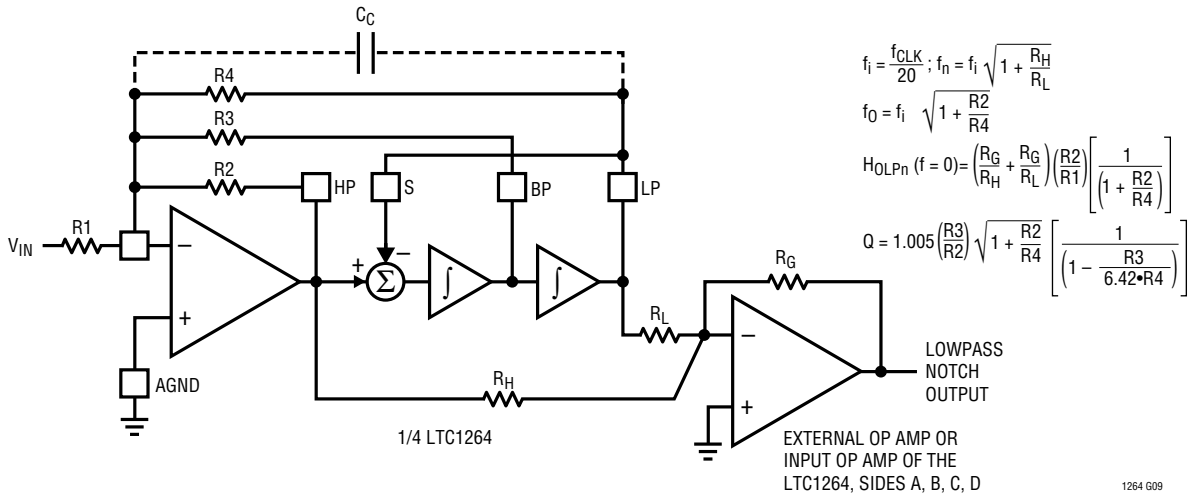 C_C
R4
R3
R2
HP
S
BP
LP
R1
V_IN
−
+
AGND
+
−
Σ
∫
∫
R_L
R_H
R_G
−
+
1/4 LTC1264
LOWPASS
NOTCH
OUTPUT
EXTERNAL OP AMP OR
INPUT OP AMP OF THE
LTC1264, SIDES A, B, C, D
f_i = f_CLK/20 ; f_n = f_i √(1 + R_H/R_L)
f_O = f_i √(1 + R2/R4)
H_OLPn (f = 0) = (R_G/R_H + R_G/R_L)(R2/R1)[1/(1 + R2/R4)]
Q = 1.005 (R3/R2) √(1 + R2/R4) [1/(1 − R3/(6.42•R4))]
1264 G09